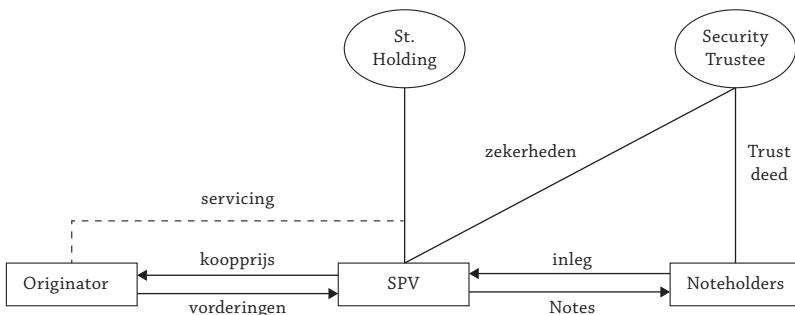 St.
Holding
Security
Trustee
zekerheden
Trust
deed
servicing
Originator
koopprijs
vorderingen
SPV
inleg
Notes
Noteholders